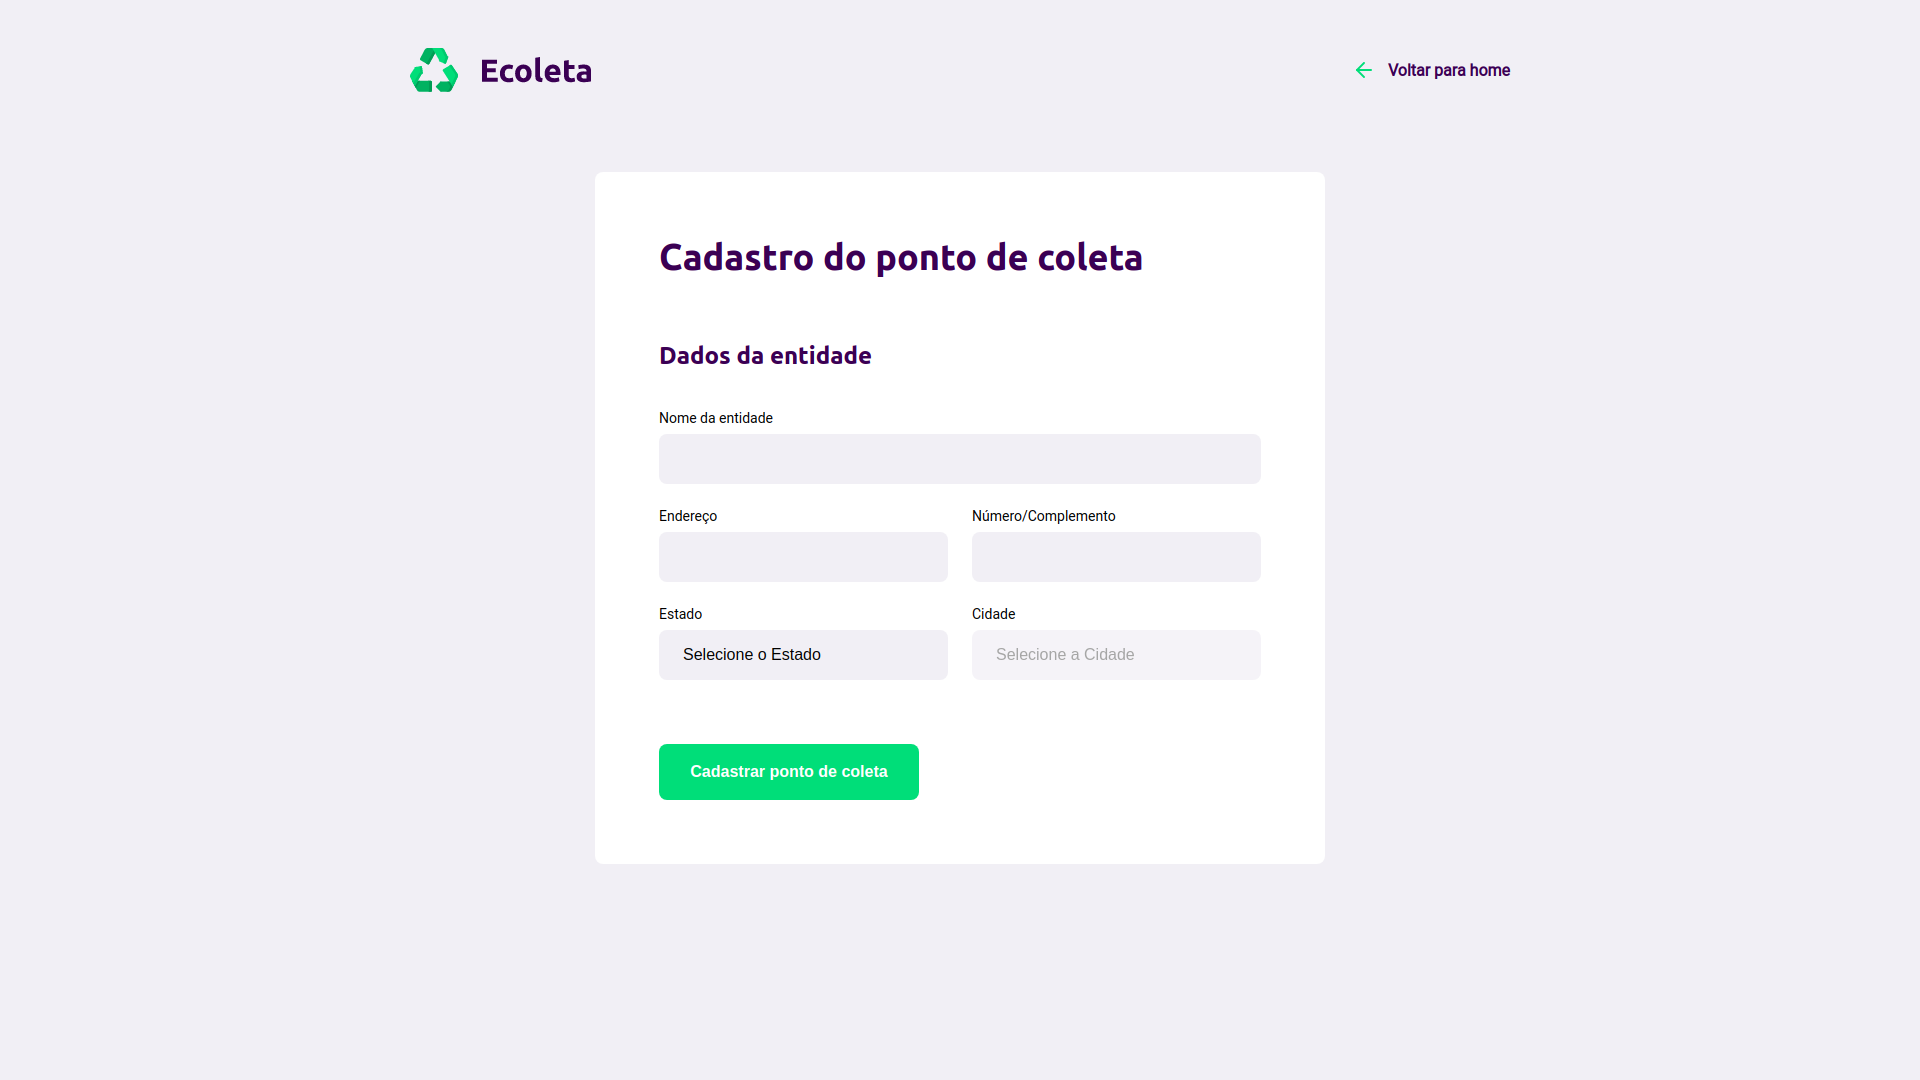 Ecoleta
Voltar para home
Cadastro do ponto de coleta
Dados da entidade
Nome da entidade
Endereço
Número/Complemento
Estado
Cidade
Selecione o Estado
Selecione a Cidade
Cadastrar ponto de coleta